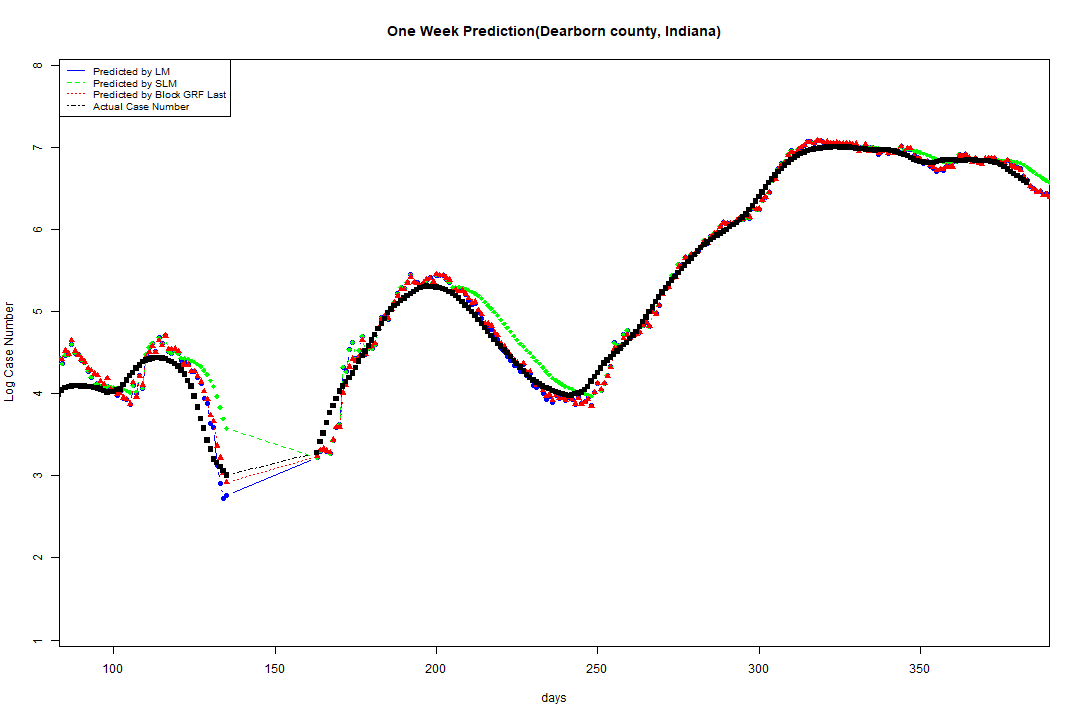 One Week Prediction(Dearborn county, Indiana)
Predicted by LM
Predicted by SLM
Predicted by Block GRF Last
Actual Case Number
8
7
6
5
4
3
2
1
Log Case Number
100 150 200 250 300 350
days